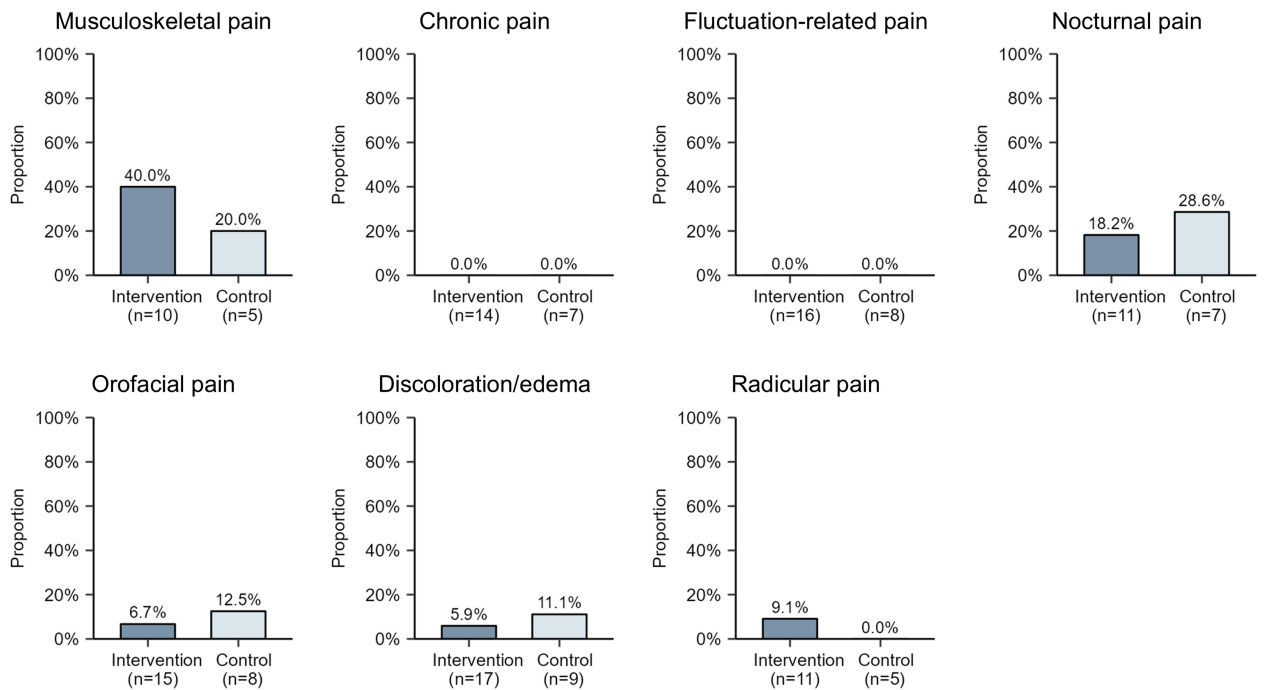 Musculoskeletal pain
Chronic pain
Fluctuation-related pain
Nocturnal pain
100%
80%
60%
40%
20%
0%
Proportion
40.0%
20.0%
Intervention
(n=10)
Control
(n=5)
100%
80%
60%
40%
20%
0%
Proportion
0.0%
0.0%
Intervention
(n=14)
Control
(n=7)
100%
80%
60%
40%
20%
0%
Proportion
0.0%
0.0%
Intervention
(n=16)
Control
(n=8)
100%
80%
60%
40%
20%
0%
Proportion
18.2%
28.6%
Intervention
(n=11)
Control
(n=7)
Orofacial pain
Discoloration/edema
Radicular pain
100%
80%
60%
40%
20%
0%
Proportion
6.7%
12.5%
Intervention
(n=15)
Control
(n=8)
100%
80%
60%
40%
20%
0%
Proportion
5.9%
11.1%
Intervention
(n=17)
Control
(n=9)
100%
80%
60%
40%
20%
0%
Proportion
9.1%
0.0%
Intervention
(n=11)
Control
(n=5)